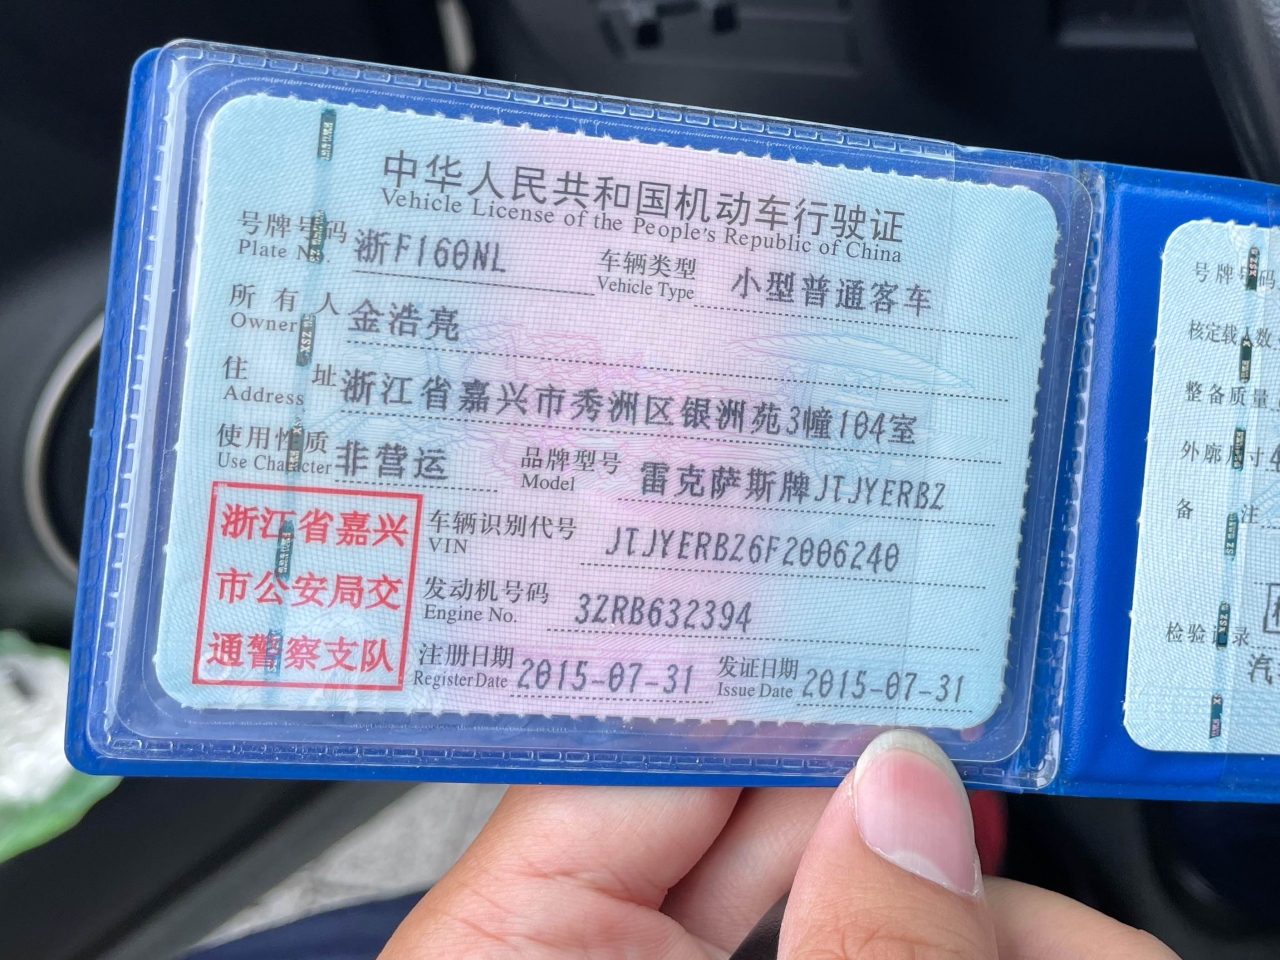 中华人民共和国机动车行驶证
Vehicle License of the People's Republic of China
号牌号码 浙F160NL 车辆类型 小型普通客车
Plate No. Vehicle Type
所有人 金浩亮
Owner
住址 浙江省嘉兴市秀洲区银洲苑3幢104室
Address
使用性质 非营运 品牌型号 雷克萨斯牌JTJYERBZ
Use Character Model
浙江省嘉兴
市公安局交
通警察支队
车辆识别代号 JTJYERBZ6F2006240
VIN
发动机号码 3ZRB632394
Engine No.
注册日期 2015-07-31 发证日期 2015-07-31
Register Date Issue Date
号牌号码
核定载人数
整备质量
外廓尺寸 4
备注
检验记录
汽